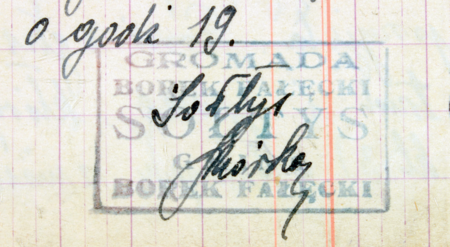 o godz 19.
GROMADA
BOREK FAŁĘCKI
Sołtys
SOŁTYS
BOREK FAŁĘCKI